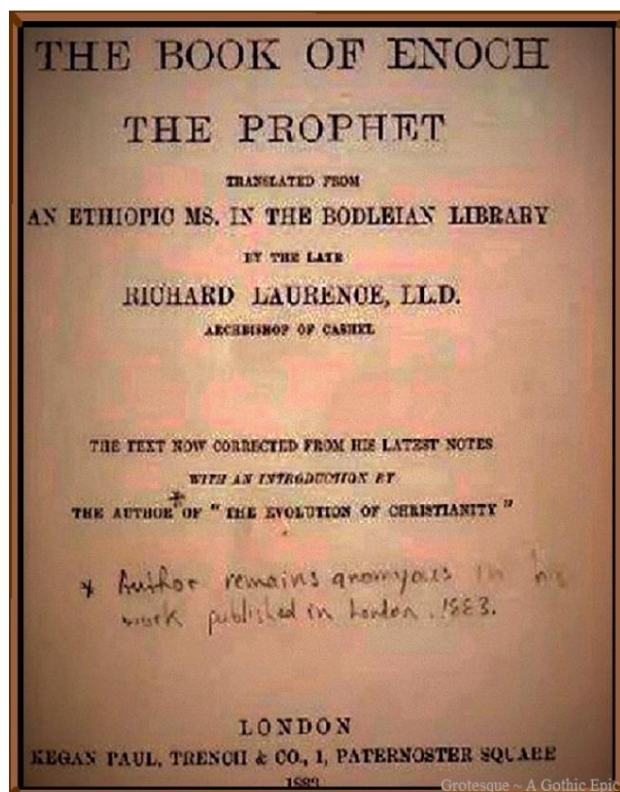 THE BOOK OF ENOCH
THE PROPHET
TRANSLATED FROM
AN ETHIOPIC MS. IN THE BODLEIAN LIBRARY
BY THE LATE
RICHARD LAURENCE, LL.D.
ARCHBISHOP OF CASHEL
THE TEXT NOW CORRECTED FROM HIS LATEST NOTES
WITH AN INTRODUCTION BY
THE AUTHOR * OF "THE EVOLUTION OF CHRISTIANITY"
* Author remains anomyous in his
work published in London. 1883.
LONDON
KEGAN PAUL, TRENCH & CO., 1, PATERNOSTER SQUARE
Grotesque ~ A Gothic Epic